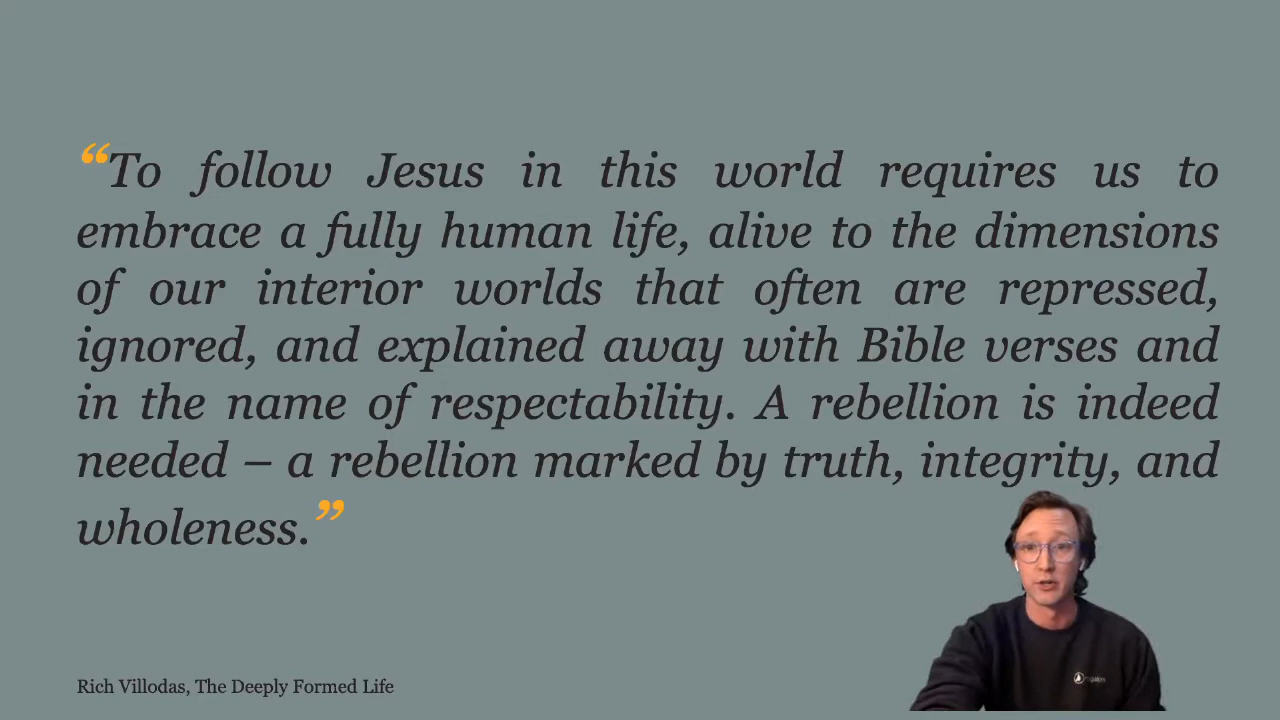 “To follow Jesus in this world requires us to
embrace a fully human life, alive to the dimensions
of our interior worlds that often are repressed,
ignored, and explained away with Bible verses and
in the name of respectability. A rebellion is indeed
needed – a rebellion marked by truth, integrity, and
wholeness.”
Rich Villodas, The Deeply Formed Life